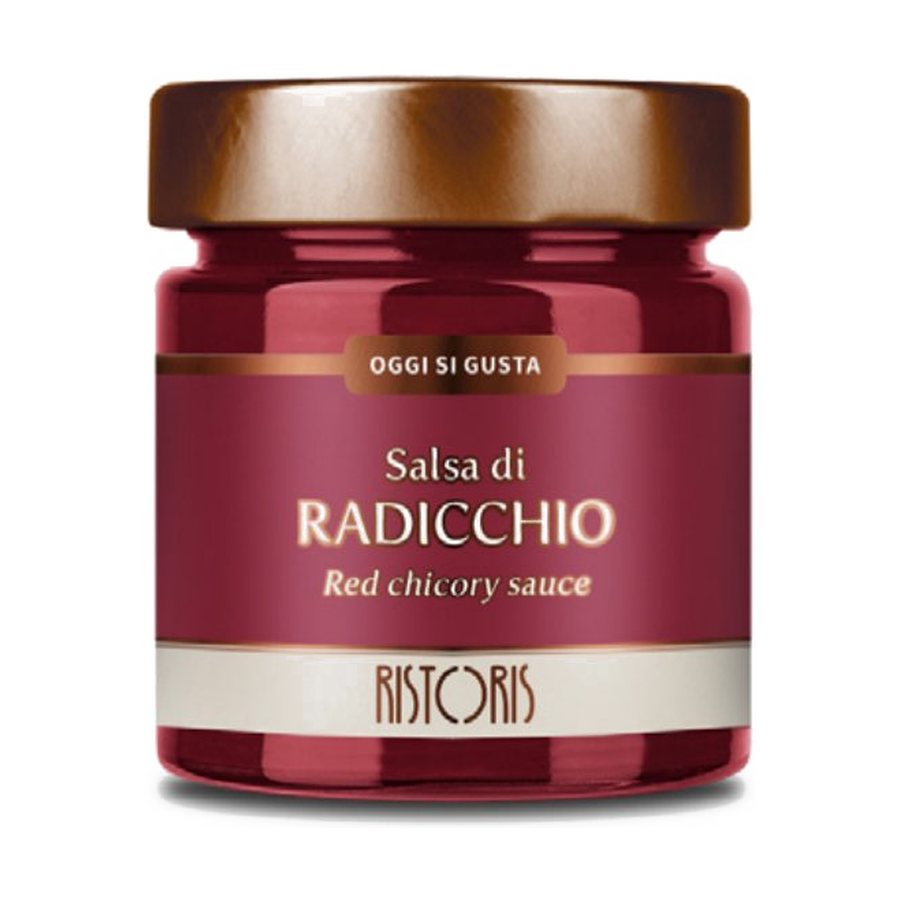 OGGI SI GUSTA
Salsa di
RADICCHIO
Red chicory sauce
RISTORIS